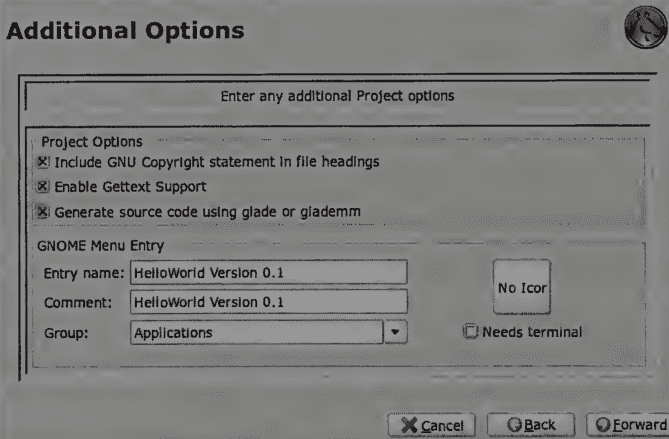 Additional Options
Enter any additional Project options
Project Options
Include GNU Copyright statement in file headings
Enable Gettext Support
Generate source code using glade or glademm
GNOME Menu Entry
Entry name: HelloWorld Version 0.1
Comment: HelloWorld Version 0.1
No Icor
Group: Applications
Needs terminal
Cancel Back Forward